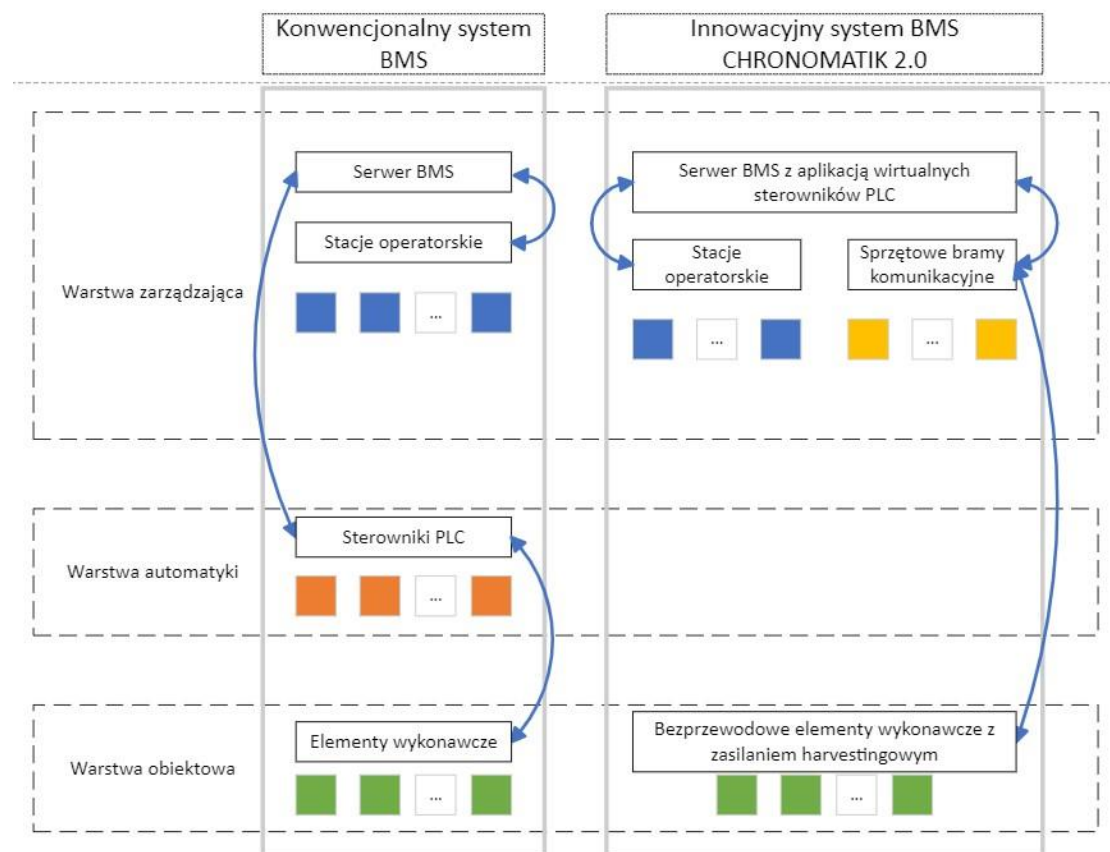 Konwencjonalny system
BMS
Innowacyjny system BMS
CHRONOMATIK 2.0
Warstwa zarządzająca
Serwer BMS
Stacje operatorskie
...
Serwer BMS z aplikacją wirtualnych
sterowników PLC
Stacje
operatorskie
...
Sprzętowe bramy
komunikacyjne
...
Warstwa automatyki
Sterowniki PLC
...
Warstwa obiektowa
Elementy wykonawcze
...
Bezprzewodowe elementy wykonawcze z
zasilaniem harvestingowym
...